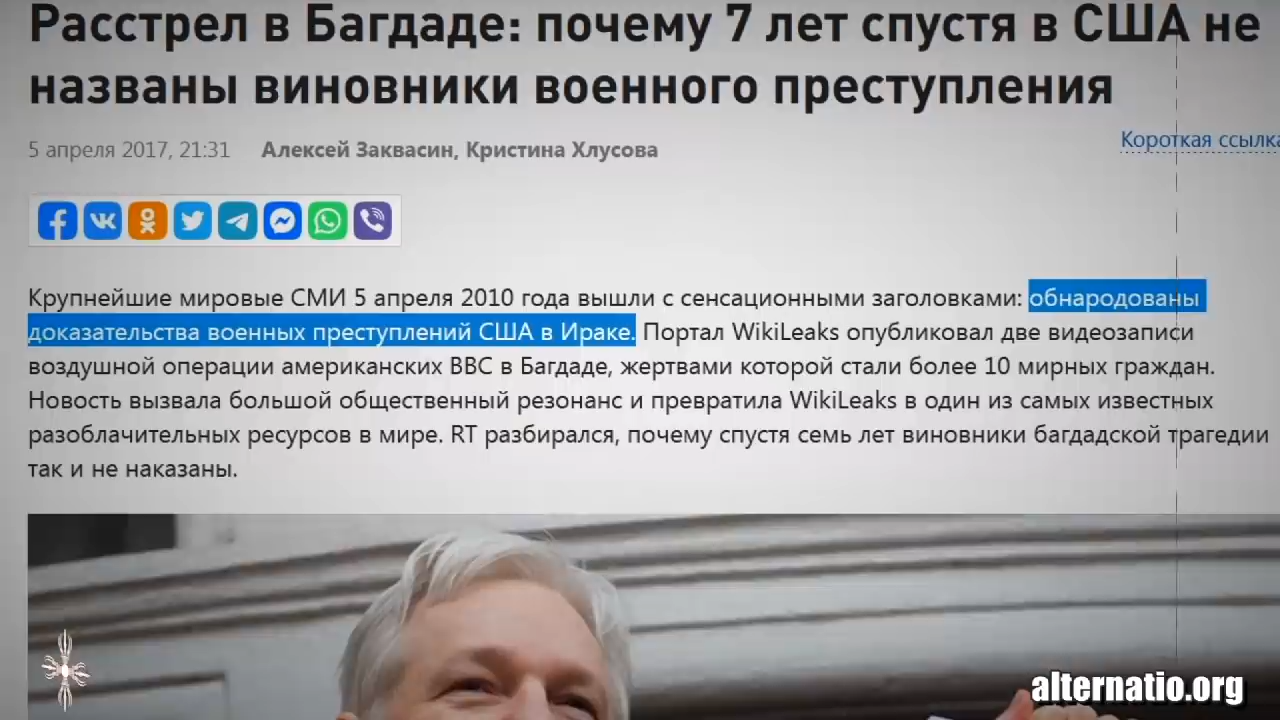 Расстрел в Багдаде: почему 7 лет спустя в США не
названы виновники военного преступления
5 апреля 2017, 21:31 Алексей Заквасин, Кристина Хлусова
Короткая ссылка
Крупнейшие мировые СМИ 5 апреля 2010 года вышли с сенсационными заголовками: обнародованы
доказательства военных преступлений США в Ираке. Портал WikiLeaks опубликовал две видеозаписи
воздушной операции американских ВВС в Багдаде, жертвами которой стали более 10 мирных граждан.
Новость вызвала большой общественный резонанс и превратила WikiLeaks в один из самых известных
разоблачительных ресурсов в мире. RT разбирался, почему спустя семь лет виновники багдадской трагедии
так и не наказаны.
alternatio.org